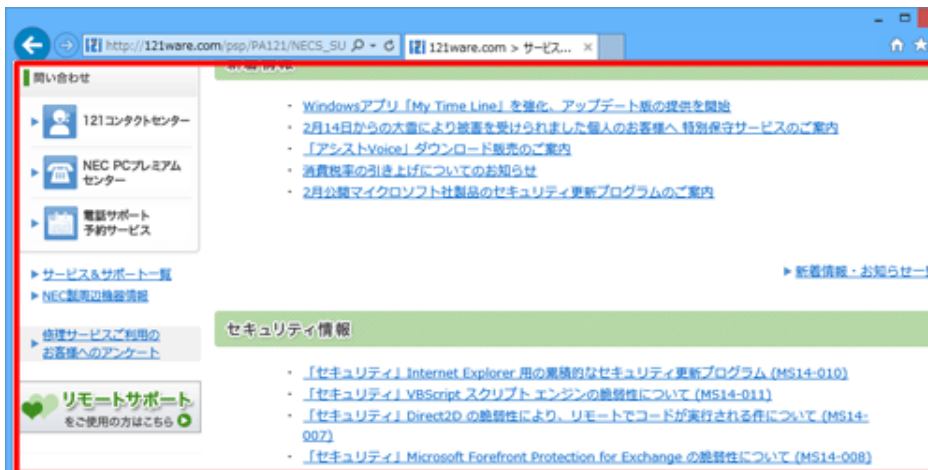 http://121ware.com/psp/PA121/NECS_SU
121ware.com > サービス... ×
問い合わせ
121コンタクトセンター
NEC PCプレミアム
センター
電話サポート
予約サービス
サービス&サポート一覧
NEC製周辺機器情報
修理サービスご利用の
お客様へのアンケート
リモートサポート
をご使用の方はこちら
新着情報
・ Windowsアプリ「My Time Line」を強化、アップデート版の提供を開始
・ 2月14日からの大雪により被害を受けられました個人のお客様へ 特別保守サービスのご案内
・ 「アシストVoice」ダウンロード販売のご案内
・ 消費税率の引き上げについてのお知らせ
・ 2月公開マイクロソフト社製品のセキュリティ更新プログラムのご案内
新着情報・お知らせ一覧
セキュリティ情報
・ 「セキュリティ」Internet Explorer 用の累積的なセキュリティ更新プログラム (MS14-010)
・ 「セキュリティ」VBScript スクリプト エンジンの脆弱性について (MS14-011)
・ 「セキュリティ」Direct2D の脆弱性により、リモートでコードが実行される件について (MS14-
007)
・ 「セキュリティ」Microsoft Forefront Protection for Exchange の脆弱性について (MS14-008)